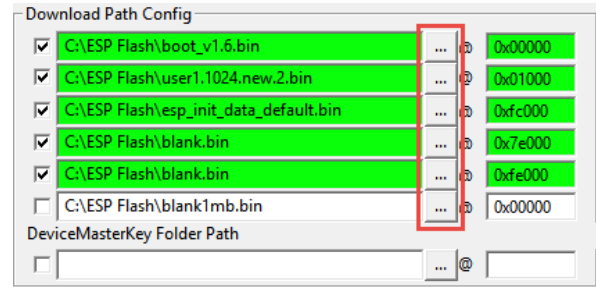 Download Path Config
C:\ESP Flash\boot_v1.6.bin ... @ 0x00000
C:\ESP Flash\user1.1024.new.2.bin ... @ 0x01000
C:\ESP Flash\esp_init_data_default.bin ... @ 0xfc000
C:\ESP Flash\blank.bin ... @ 0x7e000
C:\ESP Flash\blank.bin ... @ 0xfe000
C:\ESP Flash\blank1mb.bin ... @ 0x00000
DeviceMasterKey Folder Path
... @